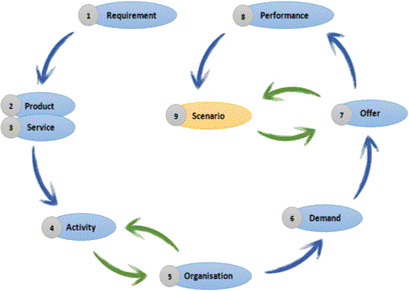 1 Requirement
8 Performance
2 Product
3 Service
9 Scenario
7 Offer
4 Activity
6 Demand
5 Organisation